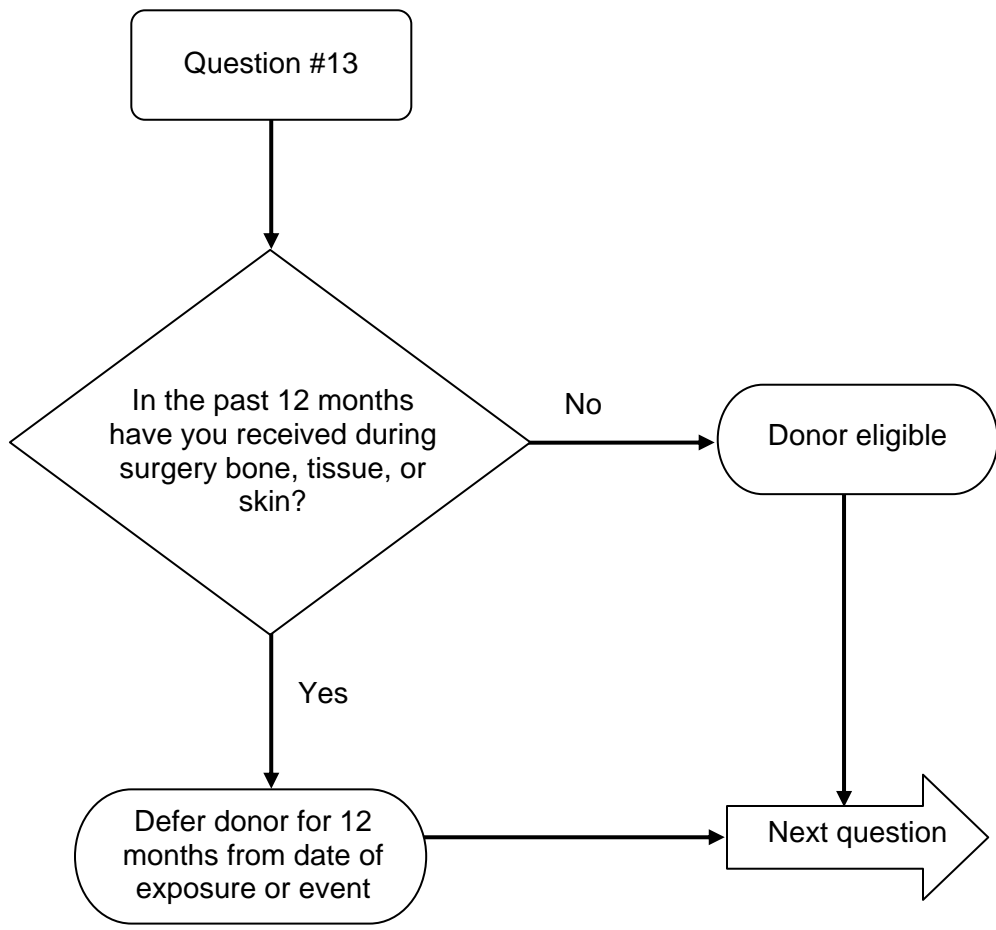 Question #13
In the past 12 months
have you received during
surgery bone, tissue, or
skin?
No
Donor eligible
Yes
Defer donor for 12
months from date of
exposure or event
Next question